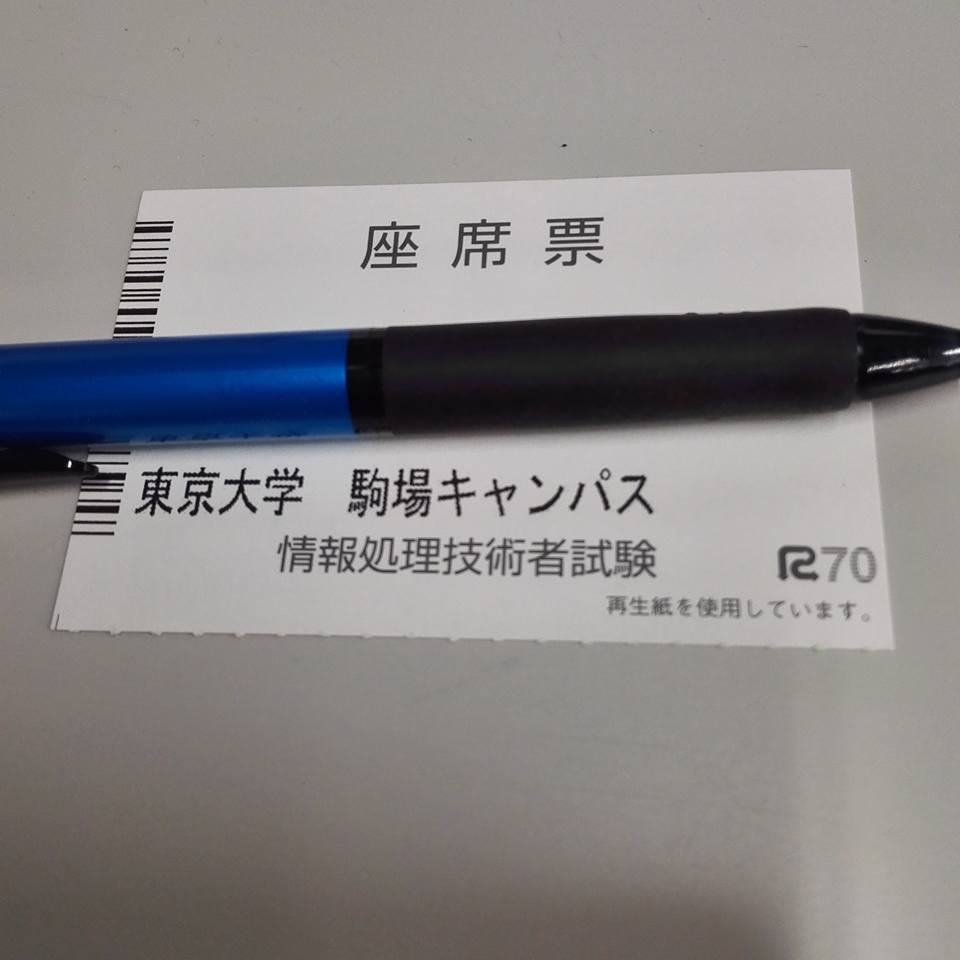 座席票
東京大学 駒場キャンパス
情報処理技術者試験
R70
再生紙を使用しています。